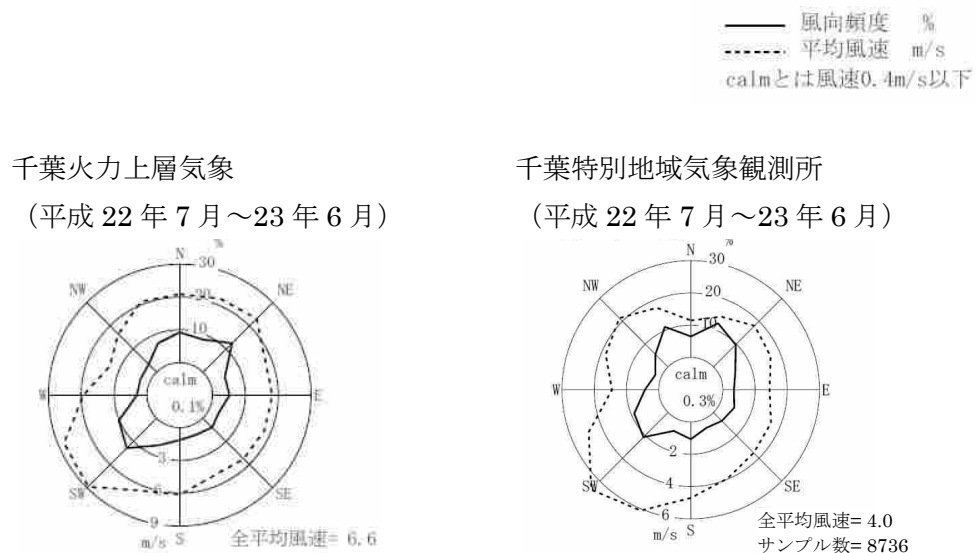 風向頻度 %
平均風速 m/s
calmとは風速0.4m/s以下
千葉火力上層気象
（平成 22 年 7 月～23 年 6 月）
%
N
30
NW
NE
20
10
calm
W
E
0.1%
3
6
SW
SE
9
m/s
S
全平均風速= 6.6
千葉特別地域気象観測所
（平成 22 年 7 月～23 年 6 月）
%
N
30
NW
NE
20
10
calm
W
E
0.3%
2
4
SW
SE
6
m/s
S
全平均風速= 4.0
サンプル数= 8736